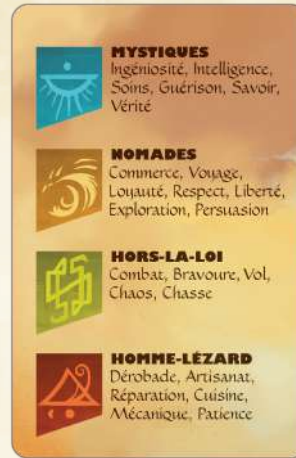 MYSTIQUES
Ingéniosité, Intelligence,
Soins, Guérison, Savoir,
Vérité
NOMADES
Commerce, Voyage,
Loyauté, Respect, Liberté,
Exploration, Persuasion
HORS-LA-LOI
Combat, Bravoure, Vol,
Chaos, Chasse
HOMME-LÉZARD
Dérobade, Artisanat,
Réparation, Cuisine,
Mécanique, Patience